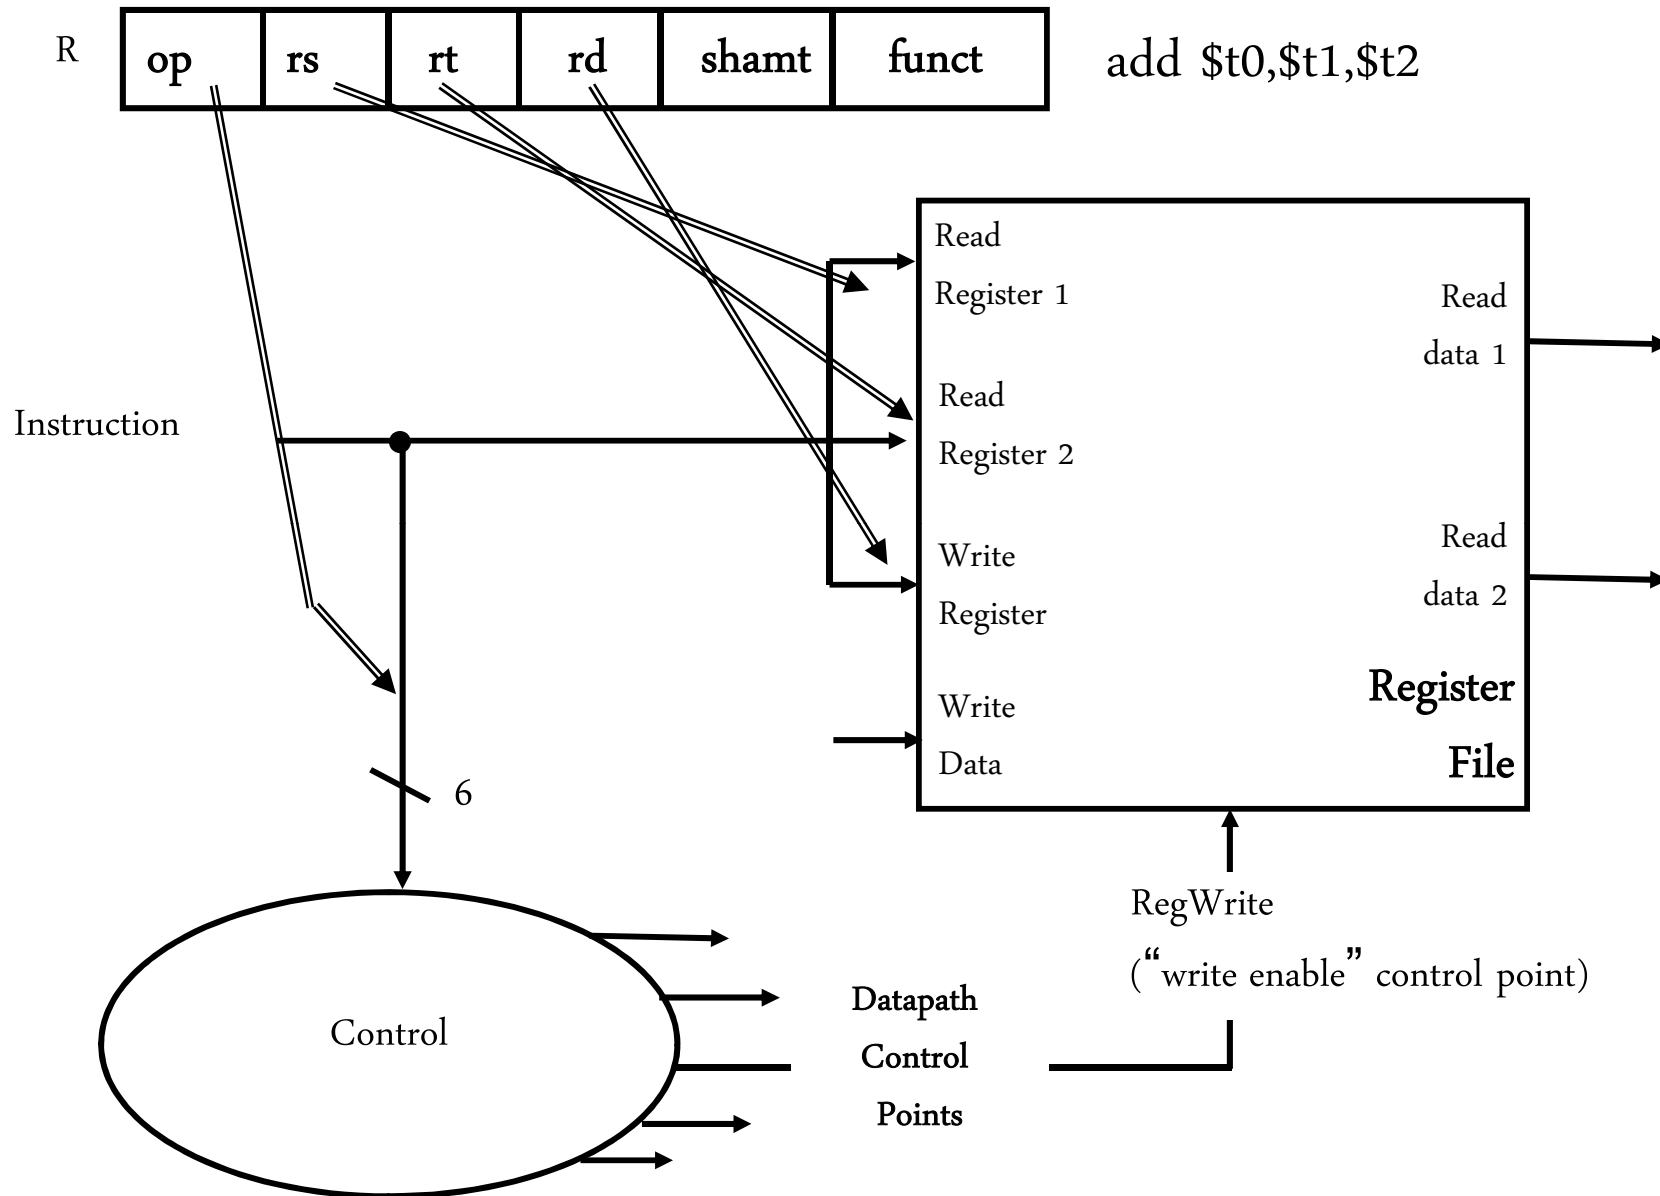 R
op rs rt rd shamt funct
add $t0,$t1,$t2
Read
Register 1
Read
data 1
Read
Register 2
Instruction
Write
Register
Read
data 2
Register
File
Write
Data
6
RegWrite
(“write enable” control point)
Control
Datapath
Control
Points